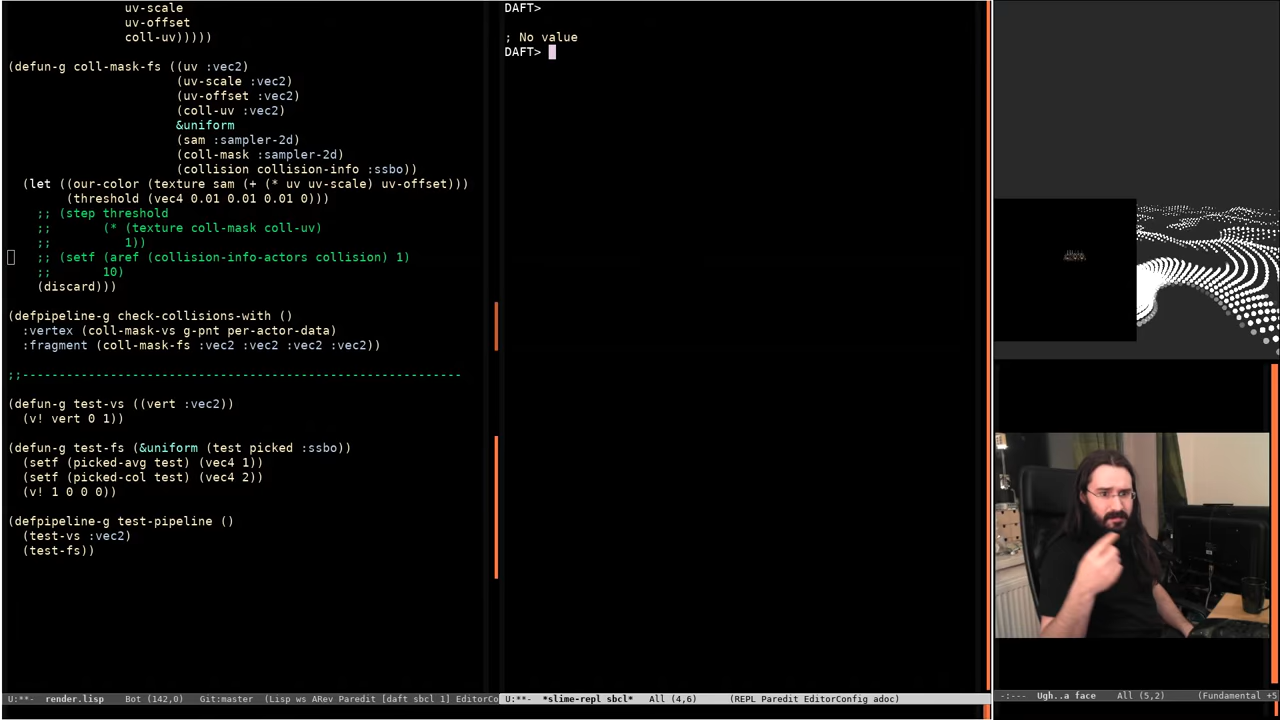 uv-scale
uv-offset
coll-uv)))))
(defun-g coll-mask-fs ((uv :vec2)
(uv-scale :vec2)
(uv-offset :vec2)
(coll-uv :vec2)
&uniform
(sam :sampler-2d)
(coll-mask :sampler-2d)
(collision collision-info :ssbo))
(let ((our-color (texture sam (+ (* uv uv-scale) uv-offset)))
(threshold (vec4 0.01 0.01 0.01 0)))
;; (step threshold
;; (* (texture coll-mask coll-uv)
;; 1))
;; (setf (aref (collision-info-actors collision) 1)
;; 10)
(discard)))
(defpipeline-g check-collisions-with ()
:vertex (coll-mask-vs g-pnt per-actor-data)
:fragment (coll-mask-fs :vec2 :vec2 :vec2 :vec2))
;;------------------------------------------------------------
(defun-g test-vs ((vert :vec2))
(v! vert 0 1))
(defun-g test-fs (&uniform (test picked :ssbo))
(setf (picked-avg test) (vec4 1))
(setf (picked-col test) (vec4 2))
(v! 1 0 0 0))
(defpipeline-g test-pipeline ()
(test-vs :vec2)
(test-fs))
U:**- render.lisp Bot (142,0) Git:master (Lisp ws ARev Paredit [daft sbcl 1] EditorCo
DAFT>
; No value
DAFT>
U:**- *slime-repl sbcl* All (4,6) (REPL Paredit EditorConfig adoc)
-:--- Ugh..a face All (5,2) (Fundamental +5